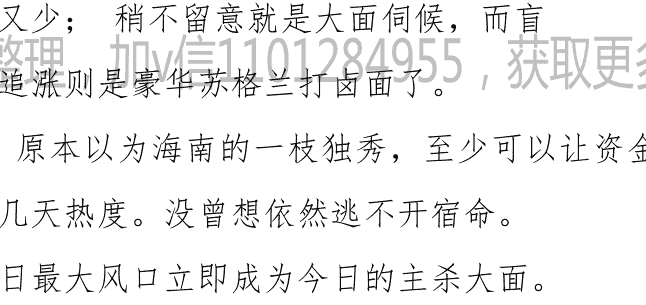 又少； 稍不留意就是大面伺候，而盲
整理，加v信1101284955，获取更多
追涨则是豪华苏格兰打卤面了。
原本以为海南的一枝独秀，至少可以让资金
几天热度。没曾想依然逃不开宿命。
日最大风口立即成为今日的主杀大面。